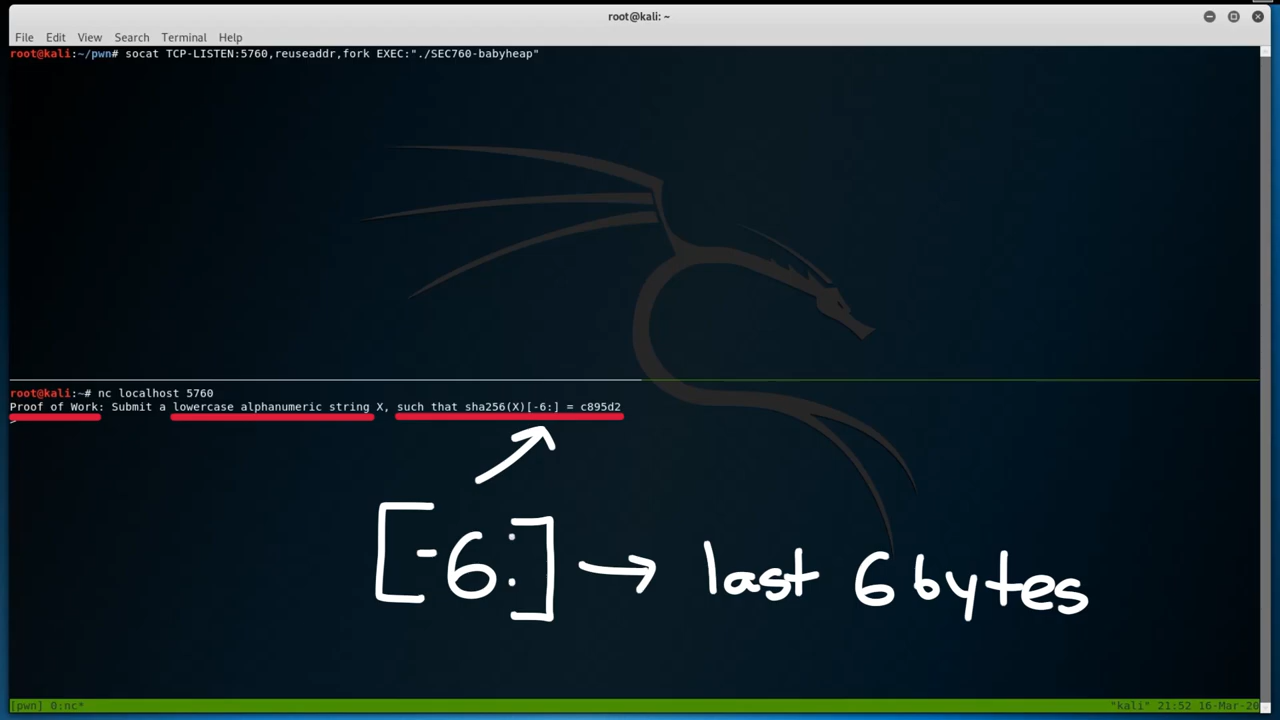 root@kali: ~
File Edit View Search Terminal Help
root@kali:~/pwn# socat TCP-LISTEN:5760,reuseaddr,fork EXEC:"./SEC760-babyheap"
root@kali:~# nc localhost 5760
Proof of Work: Submit a lowercase alphanumeric string X, such that sha256(X)[-6:] = c895d2
>
[-6:] → last 6 bytes
[pwn] 0:nc* "kali" 21:52 16-Mar-20